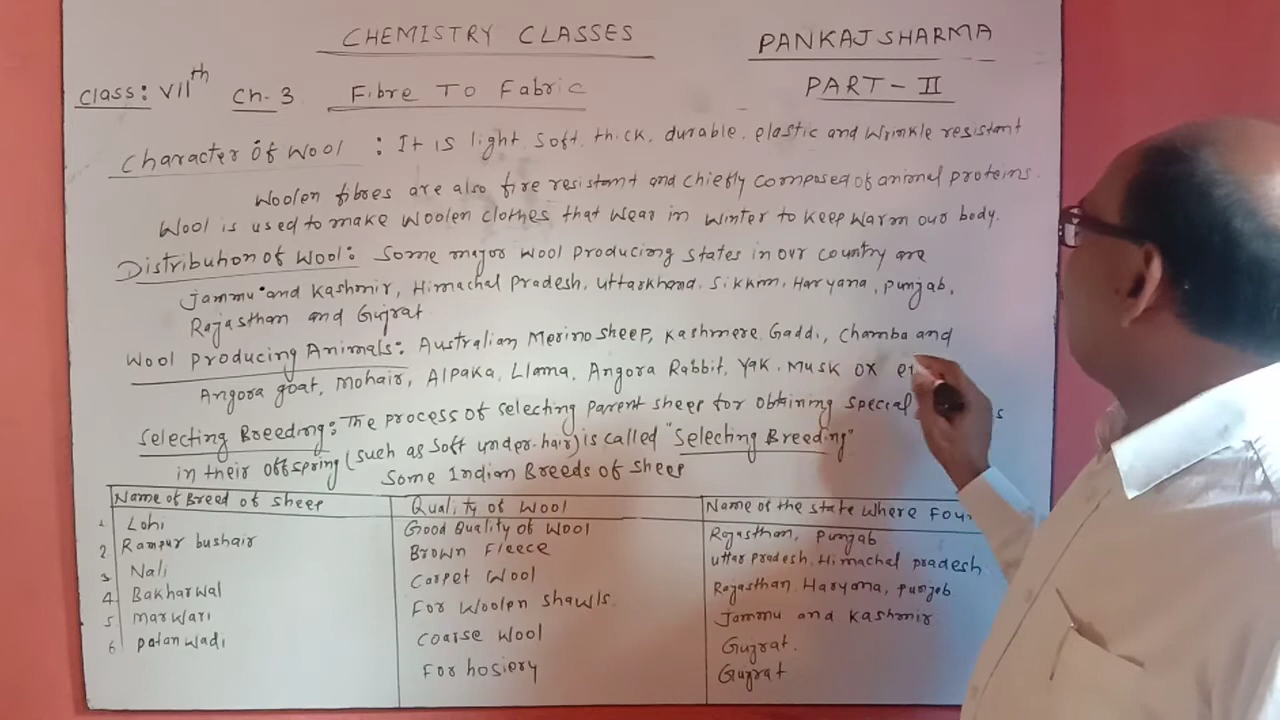 CHEMISTRY CLASSES
PANKAJ SHARMA
Class: VIIth Ch. 3 Fibre To Fabric
PART - II
Character Of Wool : It is light, soft, thick, durable, elastic and wrinkle resistant
Woolen fibres are also fire resistant and chiefly composed of animal proteins.
Wool is used to make woolen clothes that wear in winter to keep warm our body.
Distribution of Wool: Some major wool producing states in our country are
Jammu and Kashmir, Himachal Pradesh, Uttarkhand, Sikkim, Haryana, Punjab,
Rajasthan and Gujrat
Wool Producing Animals: Australian Merino sheep, Kashmere, Gaddi, Chamba and
Angora goat, Mohair, Alpaka, Llama, Angora Rabbit, Yak, Musk ox
Selecting Breeding: The process of selecting parent sheep for obtaining special
in their offspring (such as soft under-hair) is called "Selecting Breeding"
Some Indian Breeds of sheep
Name of Breed of sheep Quality of Wool Name of the state where
1 Lohi Good Quality of Wool Rajasthan, Punjab
2 Rampur bushair Brown Fleece Uttar pradesh, Himachal pradesh
3 Nali Carpet Wool Rajasthan, Haryana, Punjab
4 Bakharwal For Woolen shawls Jammu and Kashmir
5 Marwari Coarse Wool Gujrat.
6 Patanwadi For hosiery Gujrat